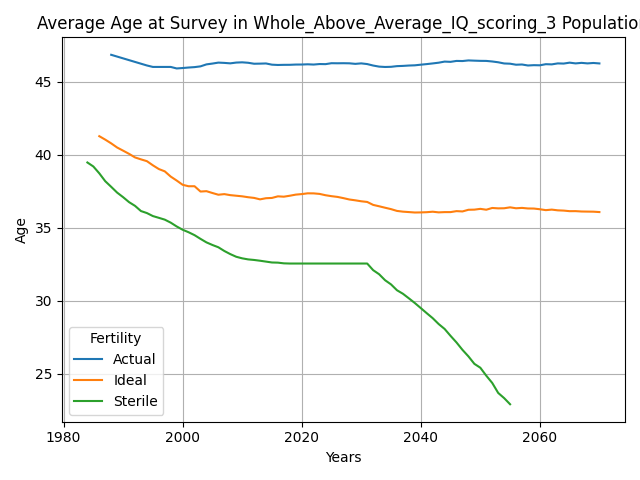 Average Age at Survey in Whole_Above_Average_IQ_scoring_3 Population
45
40
35
30
25
Age
Fertility
Actual
Ideal
Sterile
1980
2000
2020
2040
2060
Years